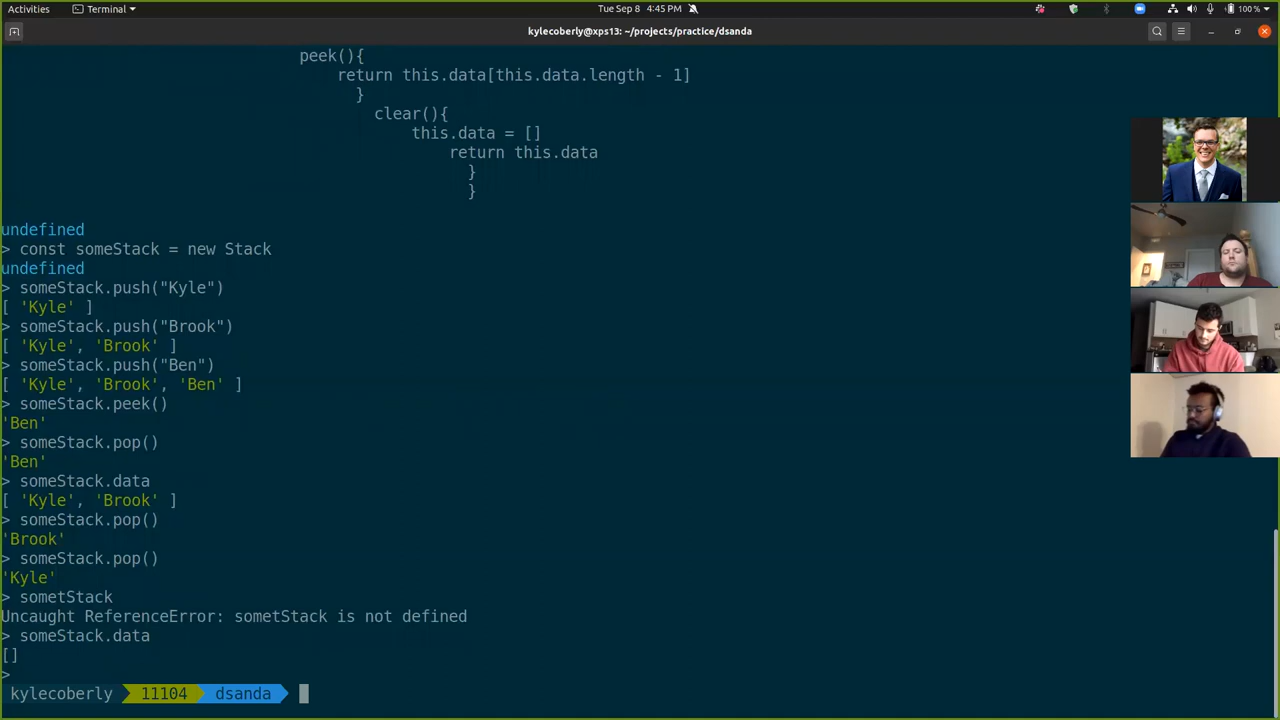 Activities Terminal Tue Sep 8 4:45 PM 100 %
kylecoberly@xps13: ~/projects/practice/dsanda
peek(){
return this.data[this.data.length - 1]
}
clear(){
this.data = []
return this.data
}
}
undefined
> const someStack = new Stack
undefined
> someStack.push("Kyle")
[ 'Kyle' ]
> someStack.push("Brook")
[ 'Kyle', 'Brook' ]
> someStack.push("Ben")
[ 'Kyle', 'Brook', 'Ben' ]
> someStack.peek()
'Ben'
> someStack.pop()
'Ben'
> someStack.data
[ 'Kyle', 'Brook' ]
> someStack.pop()
'Brook'
> someStack.pop()
'Kyle'
> sometStack
Uncaught ReferenceError: sometStack is not defined
> someStack.data
[]
>
kylecoberly 11104 dsanda